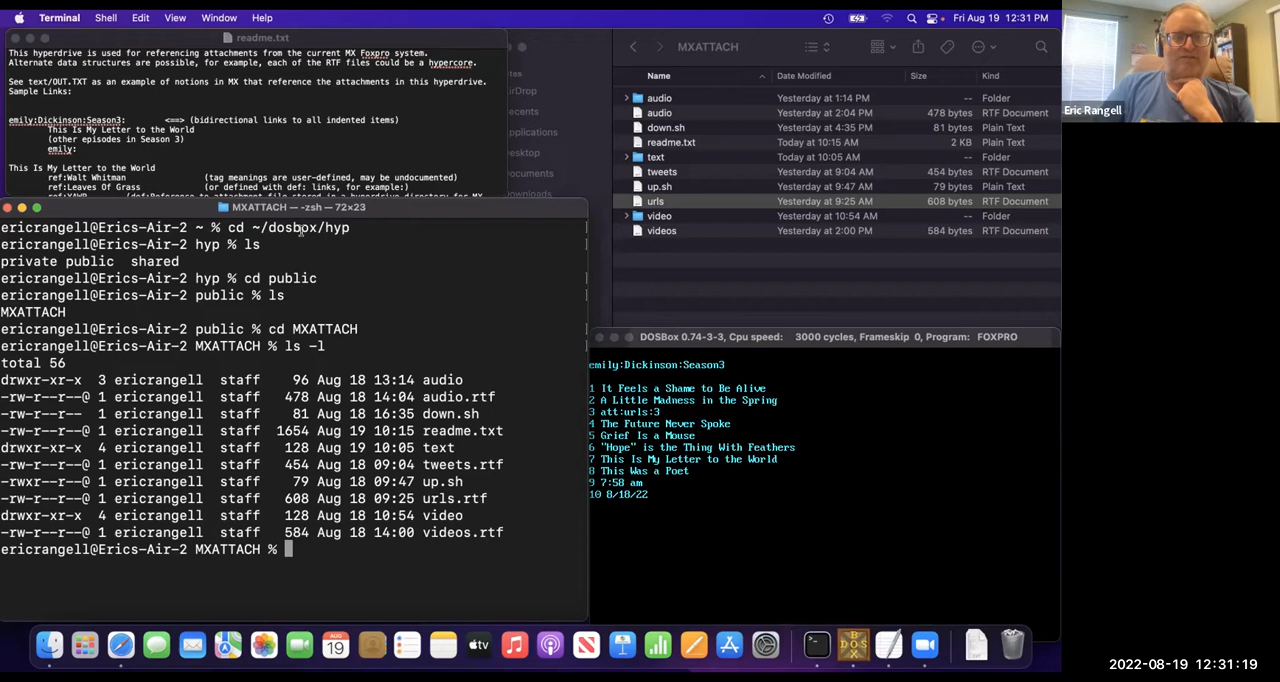 Terminal Shell Edit View Window Help
Fri Aug 19 12:31 PM
readme.txt
This hyperdrive is used for referencing attachments from the current MX Foxpro system.
Alternate data structures are possible, for example, each of the RTF files could be a hypercore.
See text/OUT.TXT as an example of notions in MX that reference the attachments in this hyperdrive.
Sample Links:
emily:Dickinson:Season3: <==> (bidirectional links to all indented items)
This Is My Letter to the World
(other episodes in Season 3)
emily:
This Is My Letter to the World
ref:Walt Whitman (tag meanings are user-defined, may be undocumented)
ref:Leaves Of Grass (or defined with def: links, for example:)
MXATTACH
Name Date Modified Size Kind
audio Yesterday at 1:14 PM -- Folder
audio Yesterday at 2:04 PM 478 bytes RTF Document
down.sh Yesterday at 4:35 PM 81 bytes Plain Text
readme.txt Today at 10:15 AM 2 KB Plain Text
text Today at 10:05 AM -- Folder
tweets Yesterday at 9:04 AM 454 bytes RTF Document
up.sh Yesterday at 9:47 AM 79 bytes Plain Text
urls Yesterday at 9:25 AM 608 bytes RTF Document
video Yesterday at 10:54 AM -- Folder
videos Yesterday at 2:00 PM 584 bytes RTF Document
Eric Rangell
MXATTACH — -zsh — 72×23
ericrangell@Erics-Air-2 ~ % cd ~/dosbox/hyp
ericrangell@Erics-Air-2 hyp % ls
private public shared
ericrangell@Erics-Air-2 hyp % cd public
ericrangell@Erics-Air-2 public % ls
MXATTACH
ericrangell@Erics-Air-2 public % cd MXATTACH
ericrangell@Erics-Air-2 MXATTACH % ls -l
total 56
drwxr-xr-x 3 ericrangell staff 96 Aug 18 13:14 audio
-rw-r--r--@ 1 ericrangell staff 478 Aug 18 14:04 audio.rtf
-rw-r--r-- 1 ericrangell staff 81 Aug 18 16:35 down.sh
-rw-r--r--@ 1 ericrangell staff 1654 Aug 19 10:15 readme.txt
drwxr-xr-x 4 ericrangell staff 128 Aug 19 10:05 text
-rw-r--r--@ 1 ericrangell staff 454 Aug 18 09:04 tweets.rtf
-rw-r--r-- 1 ericrangell staff 79 Aug 18 09:47 up.sh
-rw-r--r--@ 1 ericrangell staff 608 Aug 18 09:25 urls.rtf
drwxr-xr-x 4 ericrangell staff 128 Aug 18 10:54 video
-rw-r--r--@ 1 ericrangell staff 584 Aug 18 14:00 videos.rtf
ericrangell@Erics-Air-2 MXATTACH %
DOSBox 0.74-3-3, Cpu speed: 3000 cycles, Frameskip 0, Program: FOXPRO
emily:Dickinson:Season3
1 It Feels a Shame to Be Alive
2 A Little Madness in the Spring
3 att:urls:3
4 The Future Never Spoke
5 Grief Is a Mouse
6 "Hope" is the Thing With Feathers
7 This Is My Letter to the World
8 This Was a Poet
9 7:58 am
10 8/18/22
AUG
19
tv
DOS
2022-08-19 12:31:19